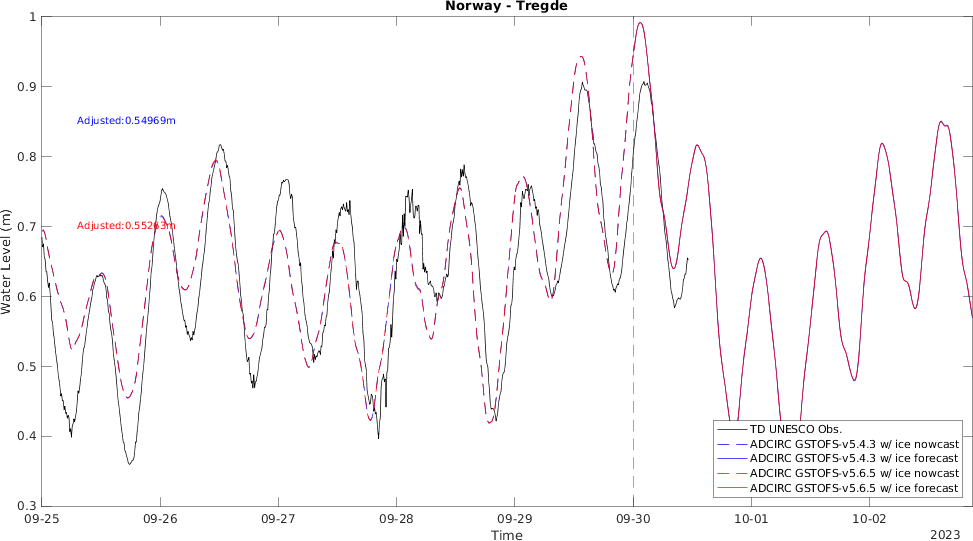 Norway - Tregde
1
0.9
0.8
0.7
0.6
0.5
0.4
0.3
Water Level (m)
Adjusted:0.54969m
Adjusted:0.55263m
TD UNESCO Obs.
ADCIRC GSTOFS-v5.4.3 w/ ice nowcast
ADCIRC GSTOFS-v5.4.3 w/ ice forecast
ADCIRC GSTOFS-v5.6.5 w/ ice nowcast
ADCIRC GSTOFS-v5.6.5 w/ ice forecast
09-25 09-26 09-27 09-28 09-29 09-30 10-01 10-02
Time
2023